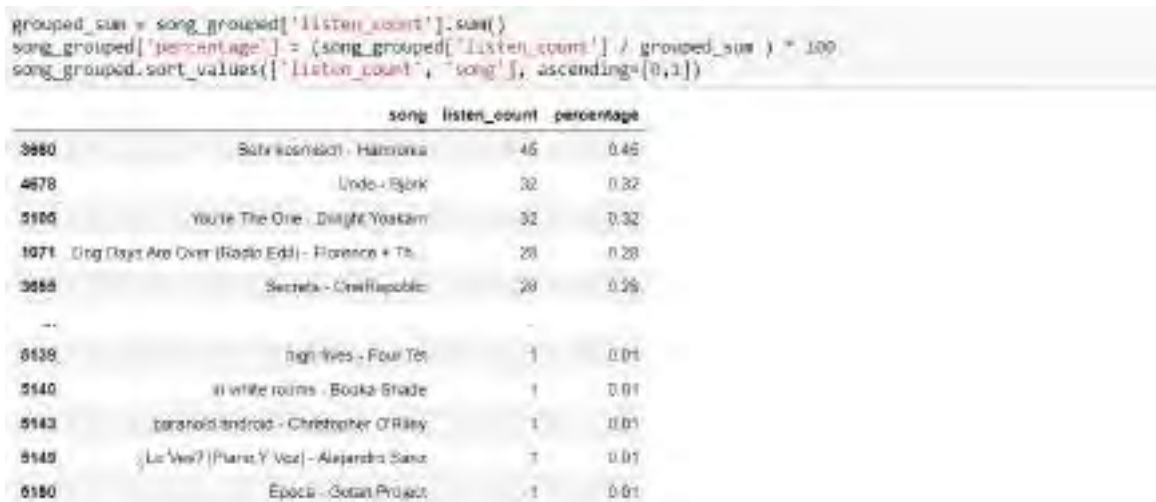 grouped_sum = song_grouped['listen_count'].sum()
song_grouped['percentage'] = (song_grouped['listen_count'] / grouped_sum ) * 100
song_grouped.sort_values(['listen_count', 'song'], ascending=[0,1])
song listen_count percentage
3660 Sehr kosmisch - Harmonia 45 0.45
4678 Undo - Björk 32 0.32
5105 You're The One - Dwight Yoakam 32 0.32
1071 Dog Days Are Over (Radio Edit) - Florence + Th... 28 0.28
3655 Secrets - OneRepublic 28 0.28
...
5139 high fives - Four Tet 1 0.01
5140 in white rooms - Booka Shade 1 0.01
5143 paranoid android - Christopher O'Riley 1 0.01
5149 ¿Lo Ves? [Piano Y Voz] - Alejandro Sanz 1 0.01
5150 Época - Gotan Project 1 0.01